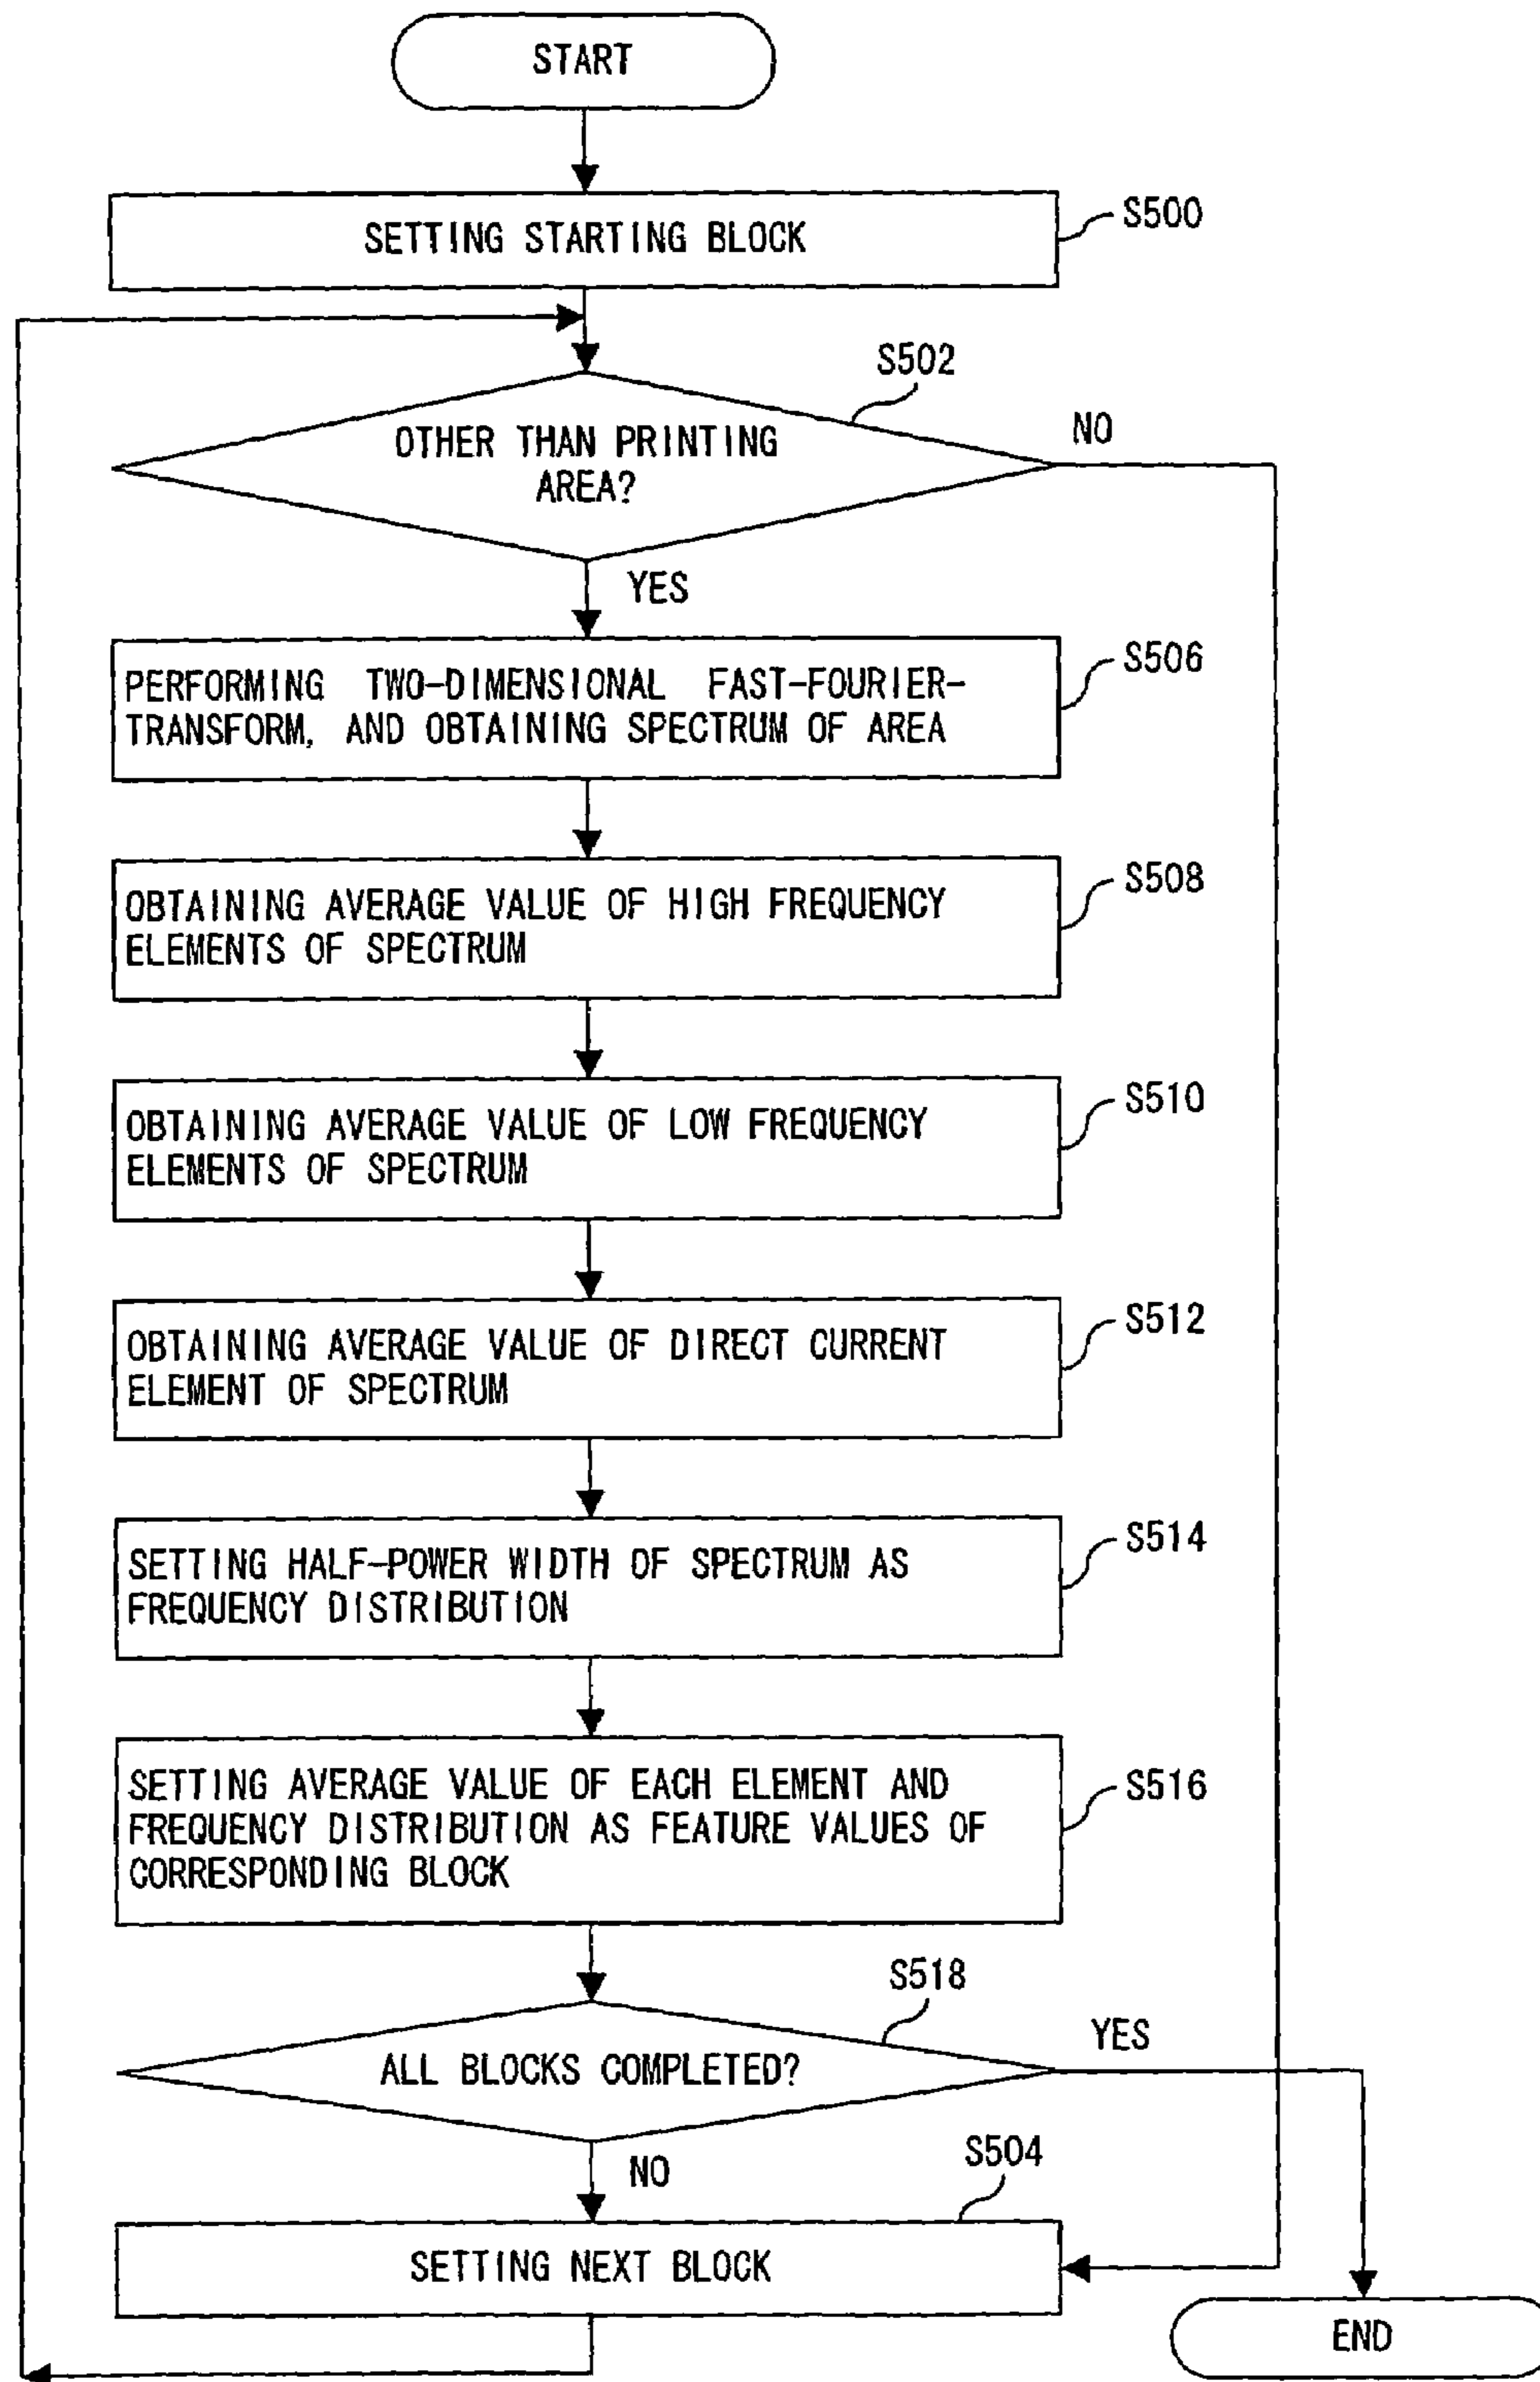 START
SETTING STARTING BLOCK
S500
S502
OTHER THAN PRINTING
AREA?
NO
YES
PERFORMING TWO-DIMENSIONAL FAST-FOURIER-
TRANSFORM, AND OBTAINING SPECTRUM OF AREA
S506
OBTAINING AVERAGE VALUE OF HIGH FREQUENCY
ELEMENTS OF SPECTRUM
S508
OBTAINING AVERAGE VALUE OF LOW FREQUENCY
ELEMENTS OF SPECTRUM
S510
OBTAINING AVERAGE VALUE OF DIRECT CURRENT
ELEMENT OF SPECTRUM
S512
SETTING HALF-POWER WIDTH OF SPECTRUM AS
FREQUENCY DISTRIBUTION
S514
SETTING AVERAGE VALUE OF EACH ELEMENT AND
FREQUENCY DISTRIBUTION AS FEATURE VALUES OF
CORRESPONDING BLOCK
S516
S518
ALL BLOCKS COMPLETED?
YES
NO
S504
SETTING NEXT BLOCK
END